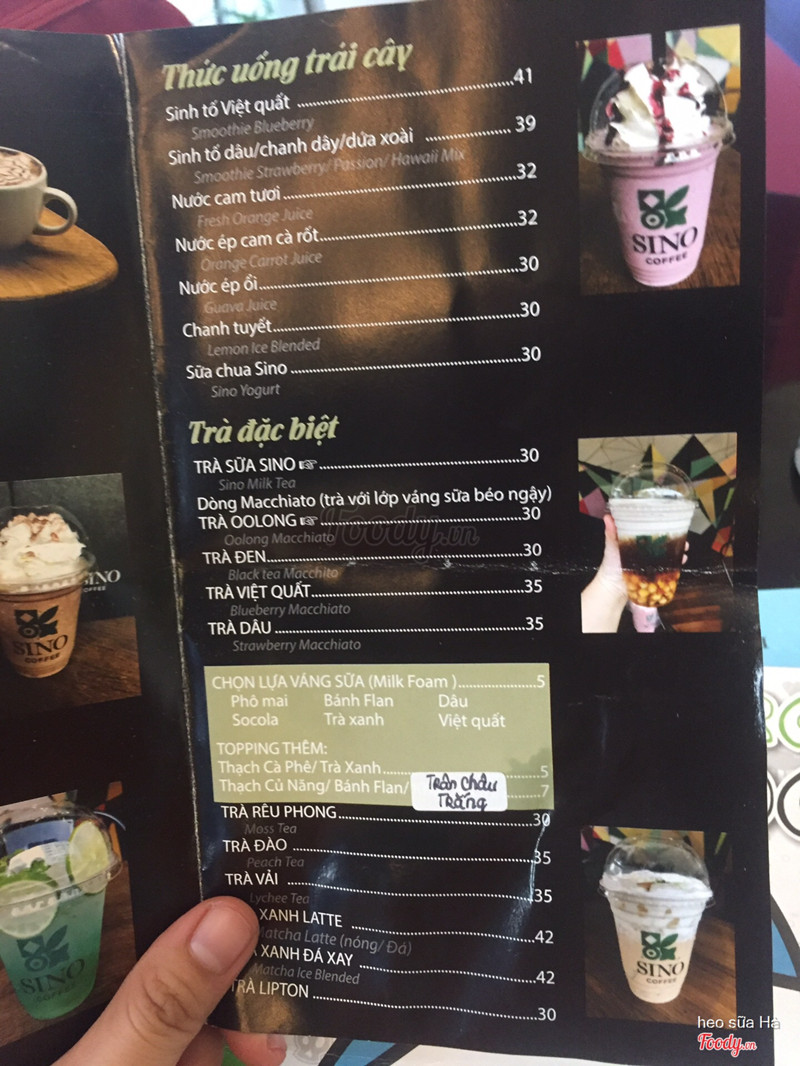 Thức uống trái cây
Sinh tố Việt quất 41
Smoothie Blueberry
Sinh tố dâu/chanh dây/dứa xoài 39
Smoothie Strawberry/ Passion/ Hawaii Mix
Nước cam tươi 32
Fresh Orange Juice
Nước ép cam cà rốt 32
Orange Carrot Juice
Nước ép ổi 30
Guava Juice
Chanh tuyết 30
Lemon Ice Blended
Sữa chua Sino 30
Sino Yogurt
Trà đặc biệt
TRÀ SỮA SINO 30
Sino Milk Tea
Dòng Macchiato (trà với lớp váng sữa béo ngậy)
TRÀ OOLONG 30
Oolong Macchiato
TRÀ ĐEN 30
Black tea Macchito
TRÀ VIỆT QUẤT 35
Blueberry Macchiato
TRÀ DÂU 35
Strawberry Macchiato
CHỌN LỰA VÁNG SỮA (Milk Foam ) 5
Phô mai Bánh Flan Dâu
Socola Trà xanh Việt quất
TOPPING THÊM:
Thạch Cà Phê/ Trà Xanh 5
Thạch Củ Năng/ Bánh Flan/ Trân Châu Trắng 7
TRÀ RÊU PHONG 30
Moss Tea
TRÀ ĐÀO 35
Peach Tea
TRÀ VẢI 35
Lychee Tea
XANH LATTE 42
Matcha Latte (nóng/ Đá)
XANH ĐÁ XAY 42
Matcha Ice Blended
TRÀ LIPTON 30
SINO
COFFEE
SINO
COFFEE
SINO
COFFEE
SINO
COFFEE
SINO
Foody.vn
heo sữa Hà
Foody.vn